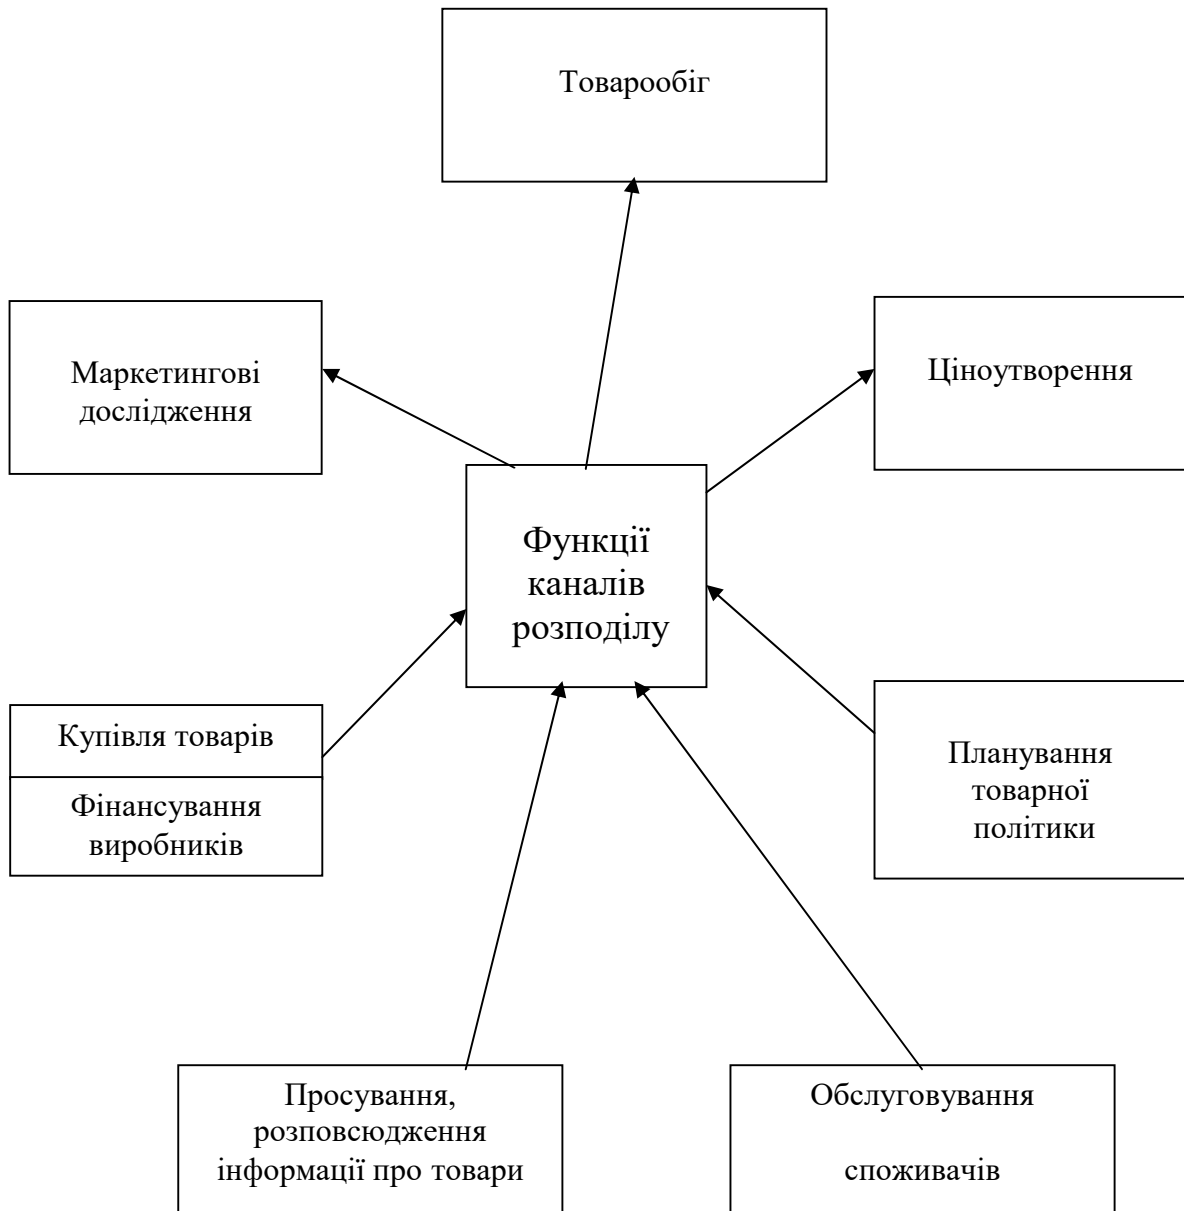 Товарообіг
Маркетингові
дослідження
Ціноутворення
Функції
каналів
розподілу
Купівля товарів
Фінансування
виробників
Планування
товарної
політики
Просування,
розповсюдження
інформації про товари
Обслуговування
споживачів